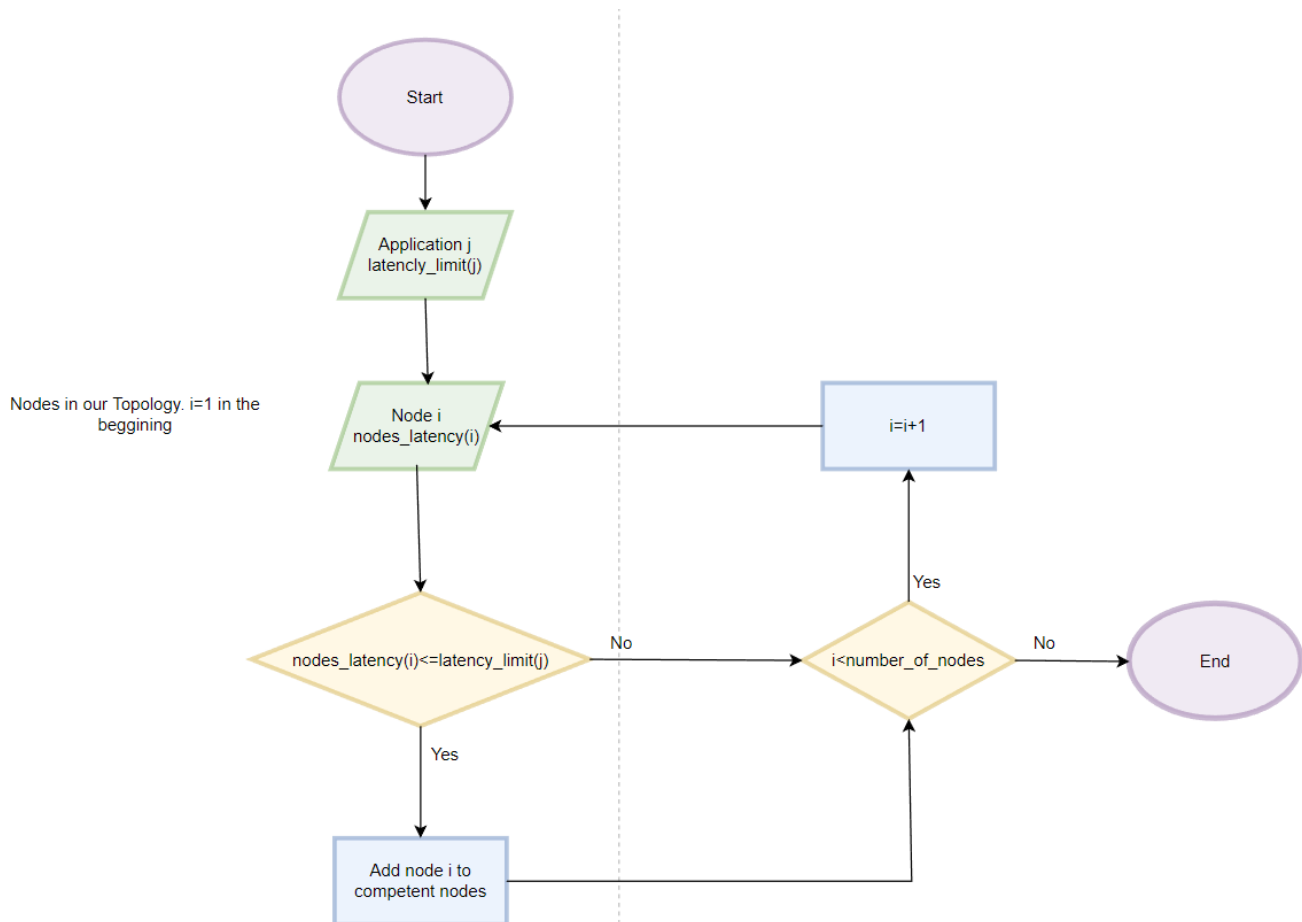 Start
Application j
latencly_limit(j)
Nodes in our Topology. i=1 in the
beggining
Node i
nodes_latency(i)
i=i+1
Yes
nodes_latency(i)<=latency_limit(j)
No
i<number_of_nodes
No
End
Yes
Add node i to
competent nodes